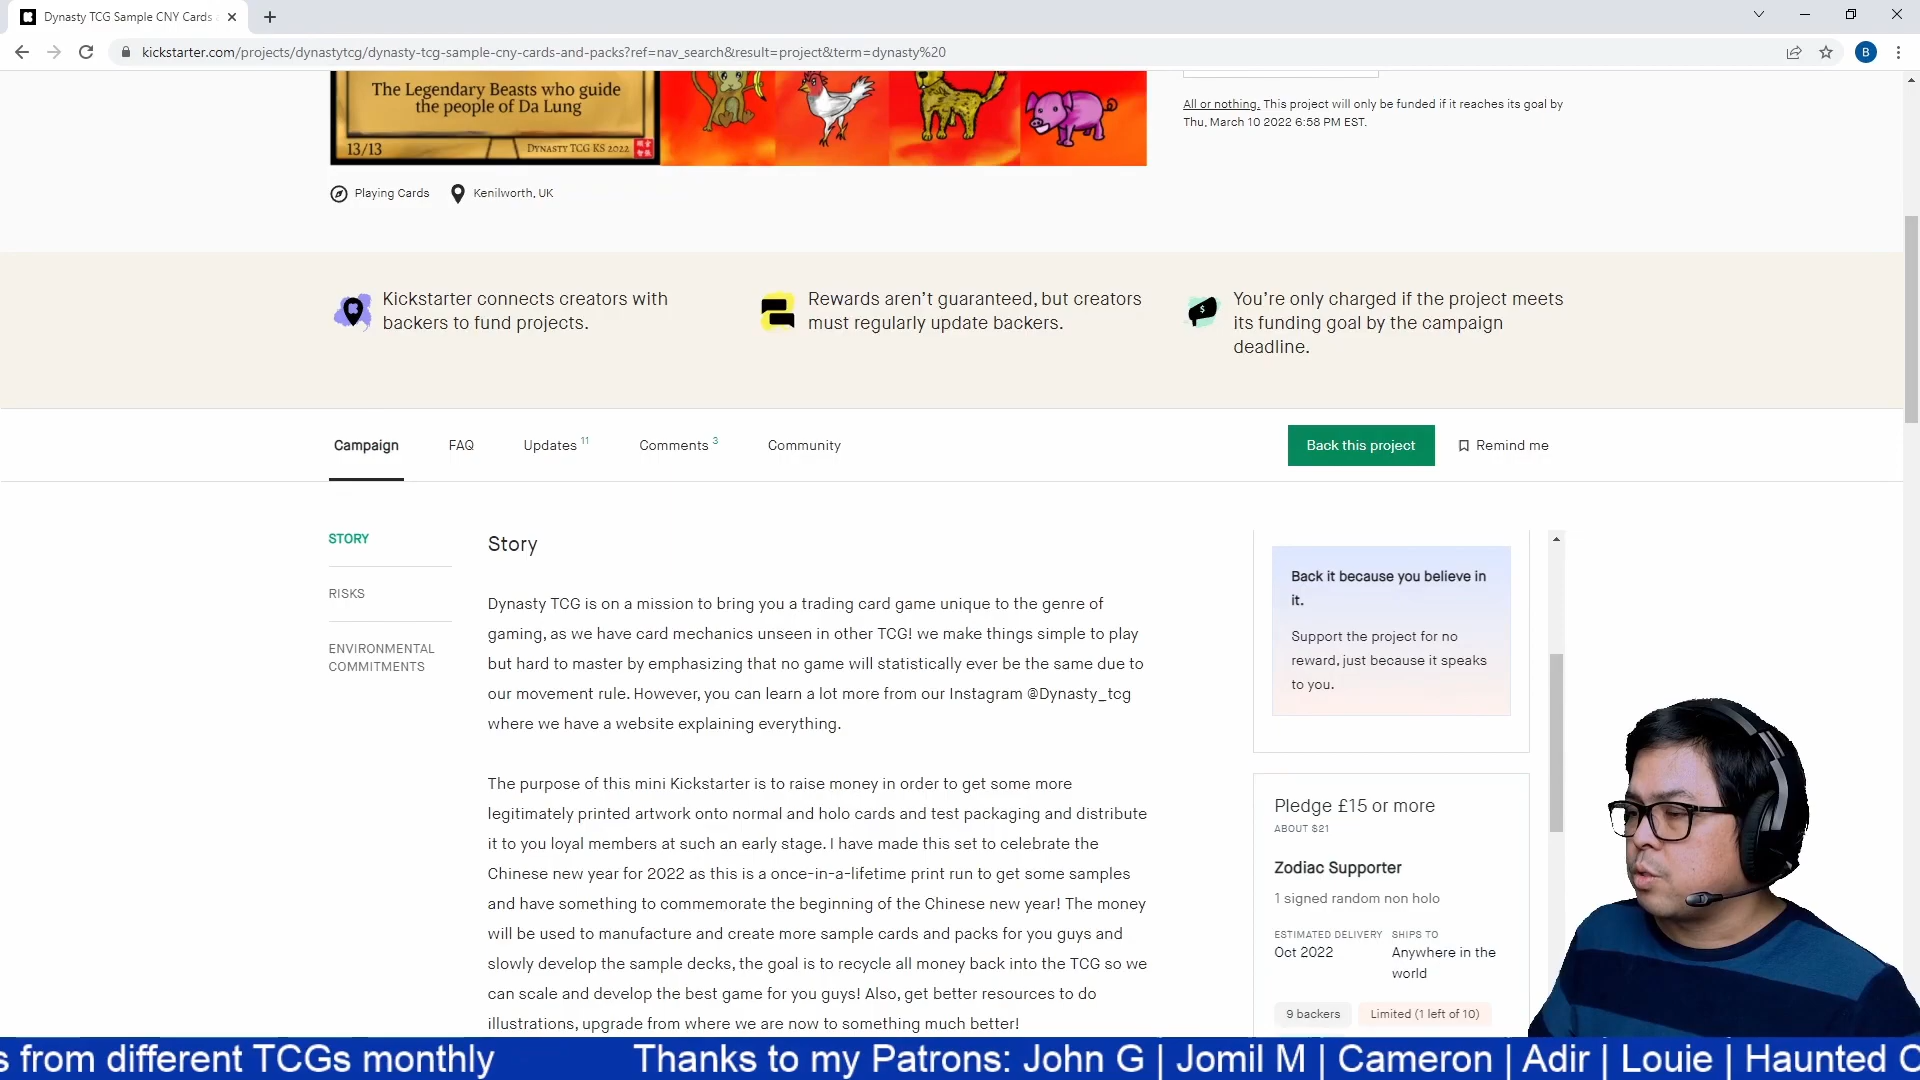 Dynasty TCG Sample CNY Cards
kickstarter.com/projects/dynastytcg/dynasty-tcg-sample-cny-cards-and-packs?ref=nav_search&result=project&term=dynasty%20
B
The Legendary Beasts who guide
the people of Da Lung
13/13
DYNASTY TCG KS 2022
All or nothing. This project will only be funded if it reaches its goal by
Thu, March 10 2022 6:58 PM EST.
Playing Cards
Kenilworth, UK
Kickstarter connects creators with
backers to fund projects.
Rewards aren't guaranteed, but creators
must regularly update backers.
$
You're only charged if the project meets
its funding goal by the campaign
deadline.
Campaign
FAQ
Updates 11
Comments 3
Community
Back this project
Remind me
STORY
RISKS
ENVIRONMENTAL
COMMITMENTS
Story
Dynasty TCG is on a mission to bring you a trading card game unique to the genre of
gaming, as we have card mechanics unseen in other TCG! we make things simple to play
but hard to master by emphasizing that no game will statistically ever be the same due to
our movement rule. However, you can learn a lot more from our Instagram @Dynasty_tcg
where we have a website explaining everything.
The purpose of this mini Kickstarter is to raise money in order to get some more
legitimately printed artwork onto normal and holo cards and test packaging and distribute
it to you loyal members at such an early stage. I have made this set to celebrate the
Chinese new year for 2022 as this is a once-in-a-lifetime print run to get some samples
and have something to commemorate the beginning of the Chinese new year! The money
will be used to manufacture and create more sample cards and packs for you guys and
slowly develop the sample decks, the goal is to recycle all money back into the TCG so we
can scale and develop the best game for you guys! Also, get better resources to do
illustrations, upgrade from where we are now to something much better!
Back it because you believe in
it.
Support the project for no
reward, just because it speaks
to you.
Pledge £15 or more
ABOUT $21
Zodiac Supporter
1 signed random non holo
ESTIMATED DELIVERY
Oct 2022
SHIPS TO
Anywhere in the
world
9 backers
Limited (1 left of 10)
s from different TCGs monthly
Thanks to my Patrons: John G | Jomil M | Cameron | Adir | Louie | Haunted